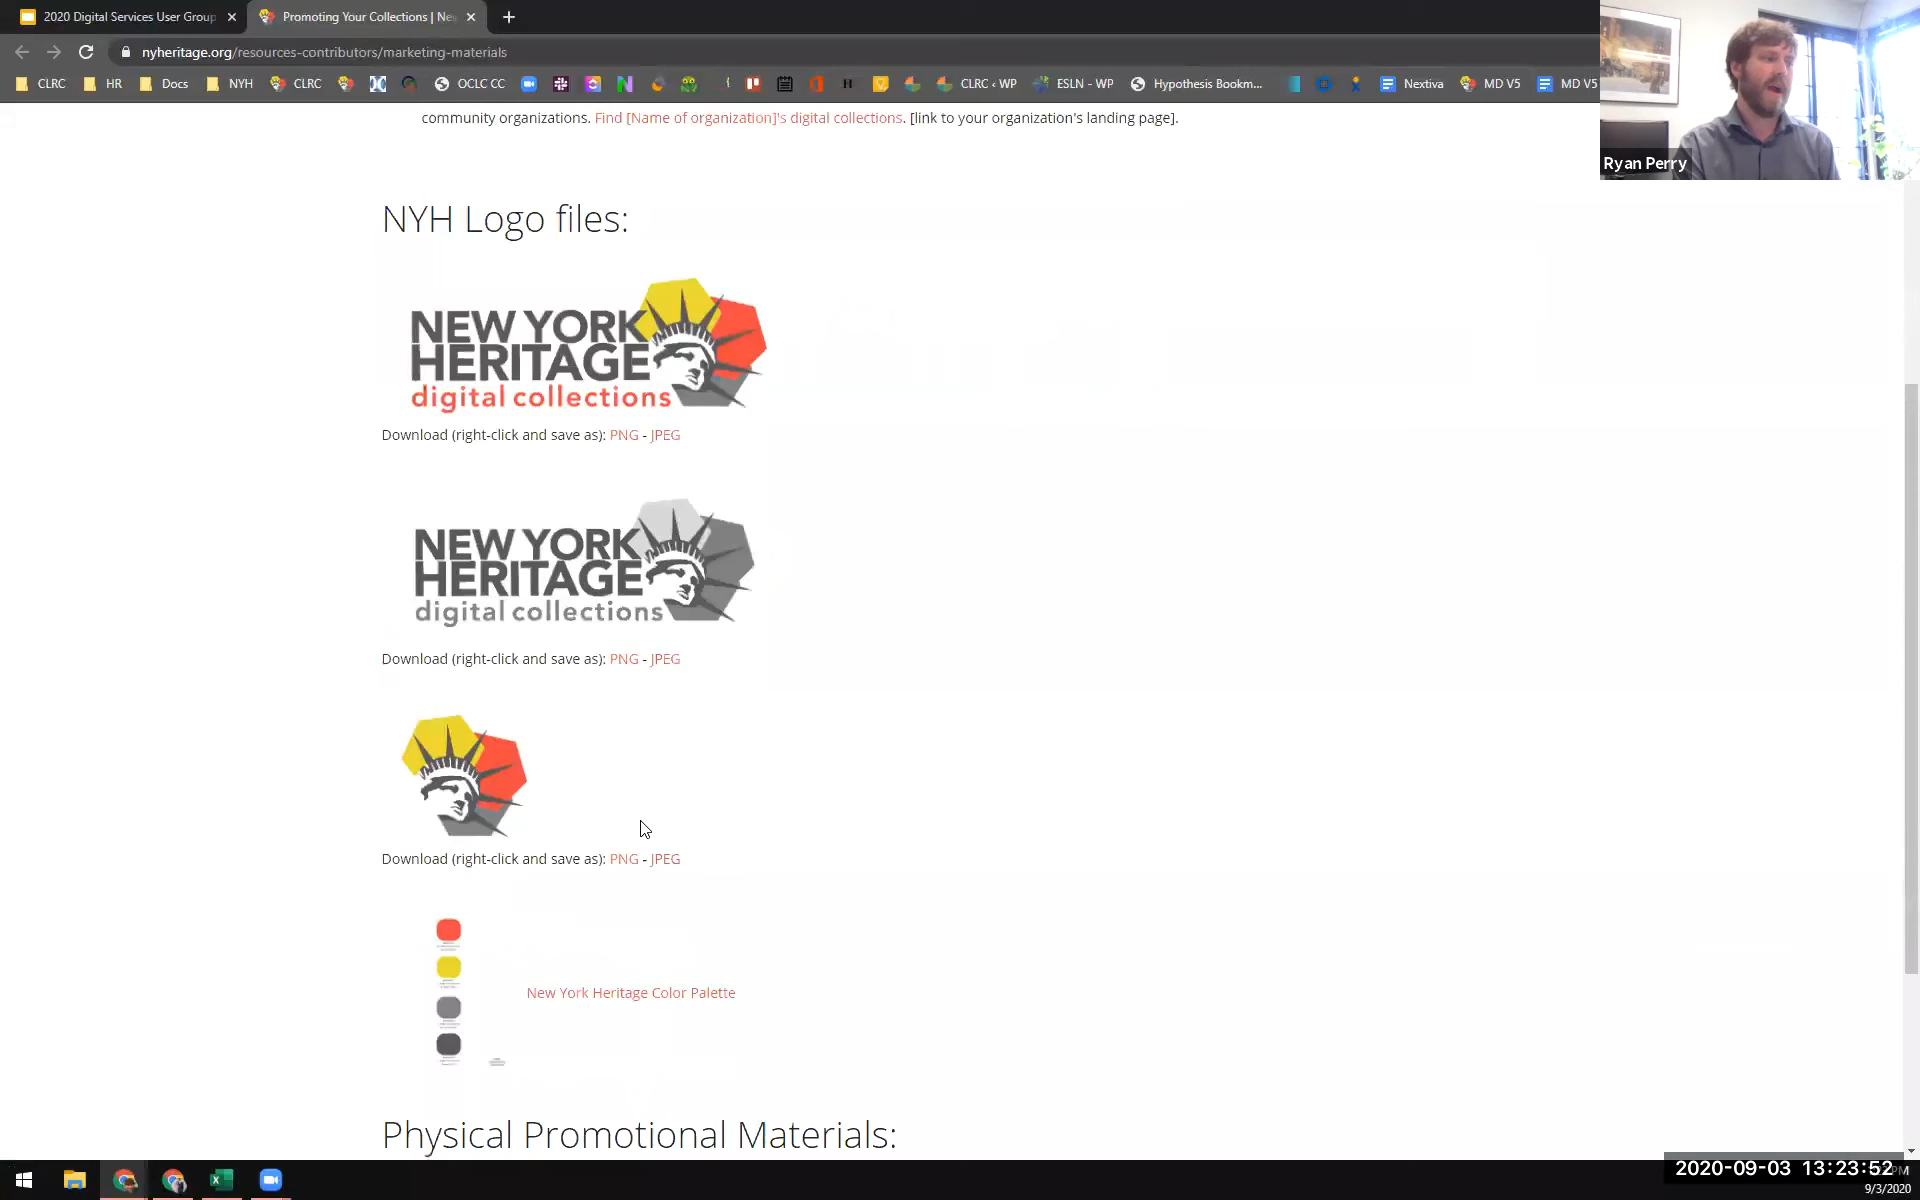 2020 Digital Services User Group
Promoting Your Collections | Ne
nyheritage.org/resources-contributors/marketing-materials
CLRC HR Docs NYH CLRC OCLC CC CLRC ‹ WP ESLN - WP Hypothesis Bookm... Nextiva MD V5 MD V5
Ryan Perry
community organizations. Find [Name of organization]'s digital collections. [link to your organization's landing page].
NYH Logo files:
NEW YORK
HERITAGE
digital collections
Download (right-click and save as): PNG - JPEG
NEW YORK
HERITAGE
digital collections
Download (right-click and save as): PNG - JPEG
Download (right-click and save as): PNG - JPEG
New York Heritage Color Palette
Physical Promotional Materials:
2020-09-03 13:23:52
9/3/2020